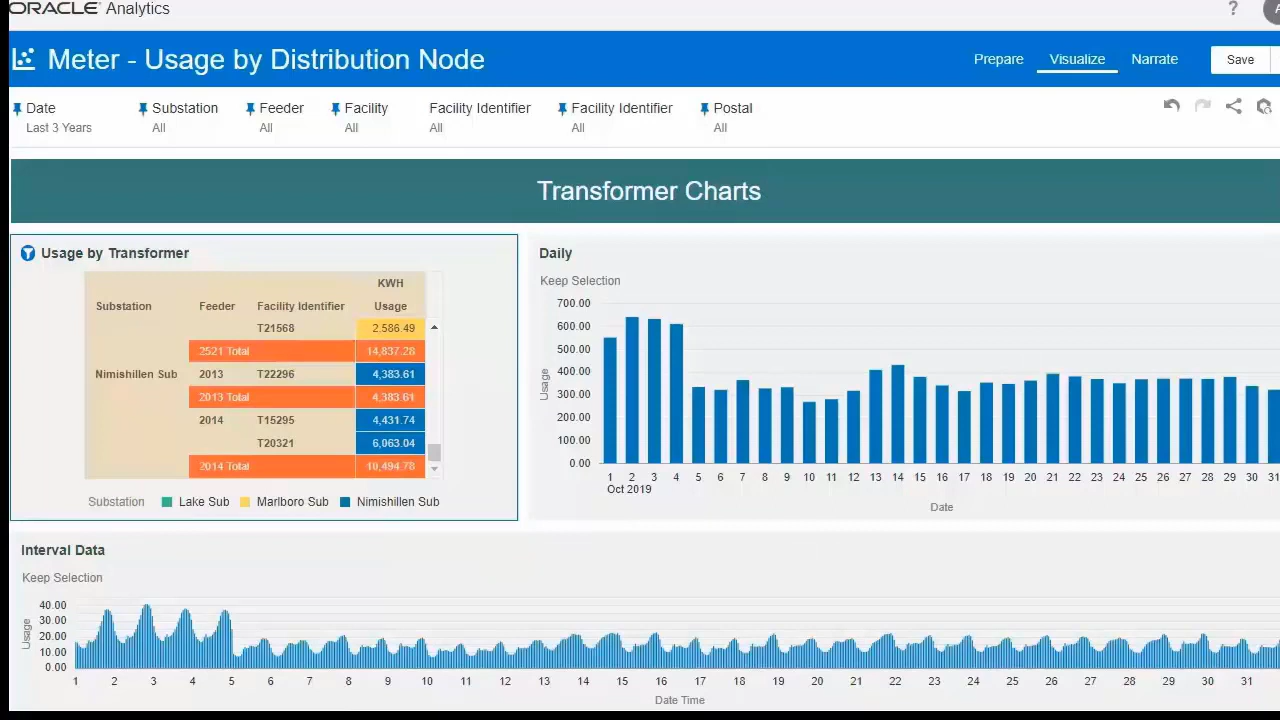 ORACLE Analytics
?
Meter - Usage by Distribution Node
Prepare Visualize Narrate Save
Date Substation Feeder Facility Facility Identifier Facility Identifier Postal
Last 3 Years All All All All All All
Transformer Charts
Usage by Transformer
KWH
Substation Feeder Facility Identifier Usage
T21568 2,586.49
2521 Total 14,837.28
Nimishillen Sub 2013 T22296 4,383.61
2013 Total 4,383.61
2014 T15295 4,431.74
T20321 6,063.04
2014 Total 10,494.78
Substation Lake Sub Marlboro Sub Nimishillen Sub
Daily
Keep Selection
700.00
600.00
500.00
400.00
300.00
200.00
100.00
0.00
Usage
1 2 3 4 5 6 7 8 9 10 11 12 13 14 15 16 17 18 19 20 21 22 23 24 25 26 27 28 29 30 31
Oct 2019
Date
Interval Data
Keep Selection
40.00
30.00
20.00
10.00
0.00
Usage
1 2 3 4 5 6 7 8 9 10 11 12 13 14 15 16 17 18 19 20 21 22 23 24 25 26 27 28 29 30 31
Date Time